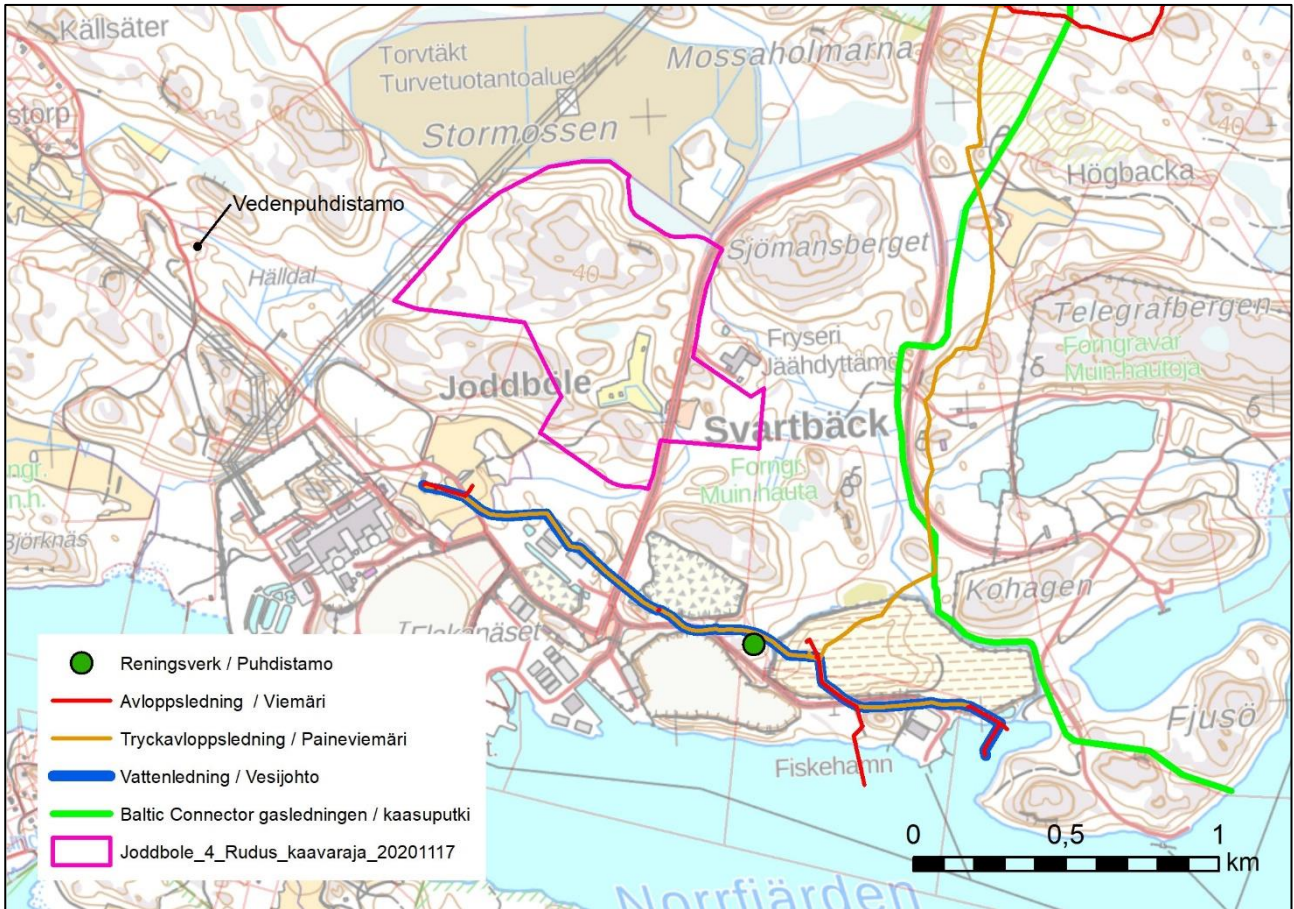 Källsäter
Torvtäkt
Turvetuotantoalue
Mossaholmarna
storp
Stormossen
40
Högbacka
Vedenpuhdistamo
Sjömansberget
Hälldal
40
Telegrafbergen
Fryseri
Jäähdyttämö
Forngravar
Muin.hautoja
Joddböle
Svartbäck
Forngr.
Muin.hauta
ngr.
n.h.
Björknäs
Kohagen
Reningsverk / Puhdistamo
Avloppsledning / Viemäri
Tryckavloppsledning / Paineviemäri
Vattenledning / Vesijohto
Baltic Connector gasledningen / kaasuputki
Joddbole_4_Rudus_kaavaraja_20201117
Fjusö
Fiskehamn
0 0,5 1
km
Norrfjärden